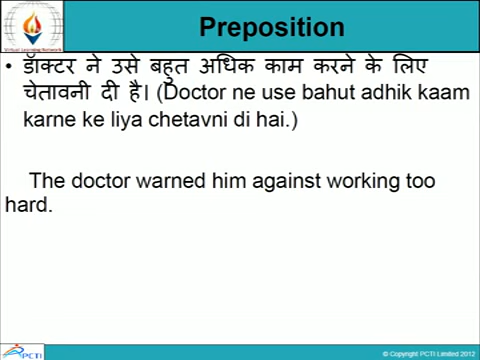 Preposition
Virtual Learning Network
• डॉक्टर ने उसे बहुत अधिक काम करने के लिए
चेतावनी दी है। (Doctor ne use bahut adhik kaam
karne ke liya chetavni di hai.)
The doctor warned him against working too
hard.
PCTI
© Copyright PCTI Limited 2012